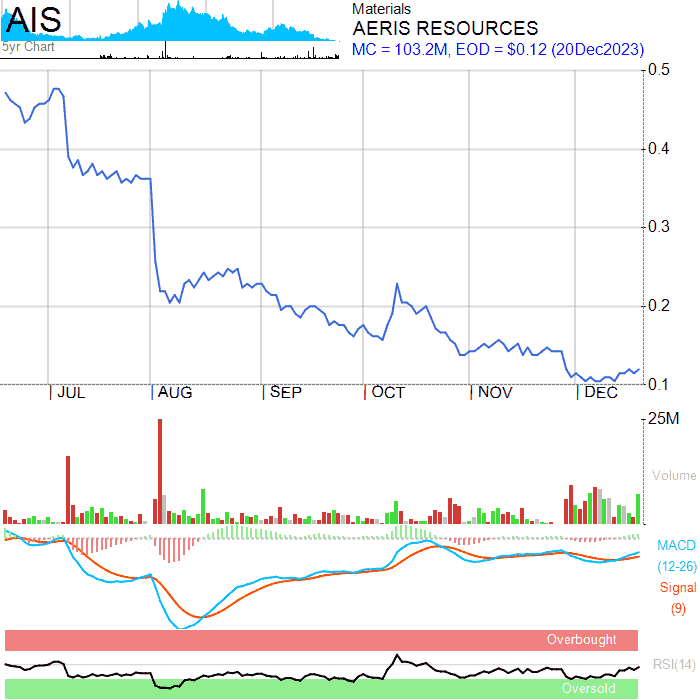 AIS
5yr Chart
Materials
AERIS RESOURCES
MC = 103.2M, EOD = $0.12 (20Dec2023)
0.5
0.4
0.3
0.2
0.1
JUL AUG SEP OCT NOV DEC
25M
Volume
MACD
(12-26)
Signal
(9)
Overbought
RSI(14)
Oversold